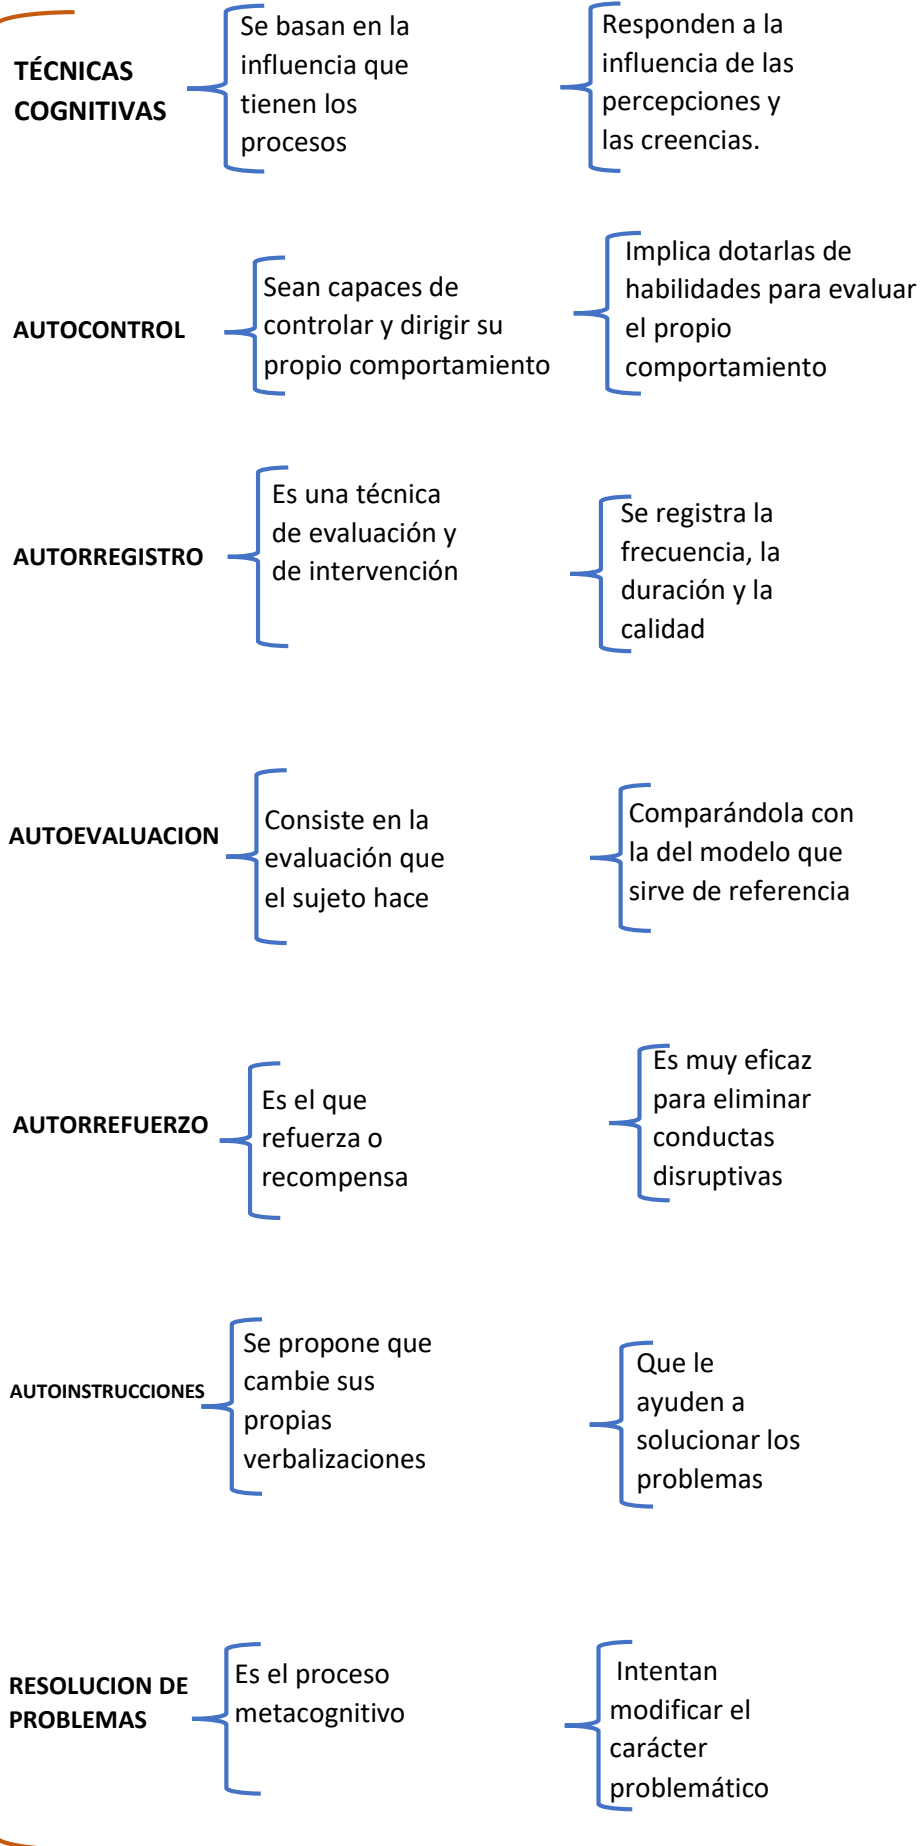 TÉCNICAS
COGNITIVAS
Se basan en la
influencia que
tienen los
procesos
Responden a la
influencia de las
percepciones y
las creencias.
AUTOCONTROL
Sean capaces de
controlar y dirigir su
propio comportamiento
Implica dotarlas de
habilidades para evaluar
el propio
comportamiento
AUTORREGISTRO
Es una técnica
de evaluación y
de intervención
Se registra la
frecuencia, la
duración y la
calidad
AUTOEVALUACION
Consiste en la
evaluación que
el sujeto hace
Comparándola con
la del modelo que
sirve de referencia
AUTORREFUERZO
Es el que
refuerza o
recompensa
Es muy eficaz
para eliminar
conductas
disruptivas
AUTOINSTRUCCIONES
Se propone que
cambie sus
propias
verbalizaciones
Que le
ayuden a
solucionar los
problemas
RESOLUCION DE
PROBLEMAS
Es el proceso
metacognitivo
Intentan
modificar el
carácter
problemático